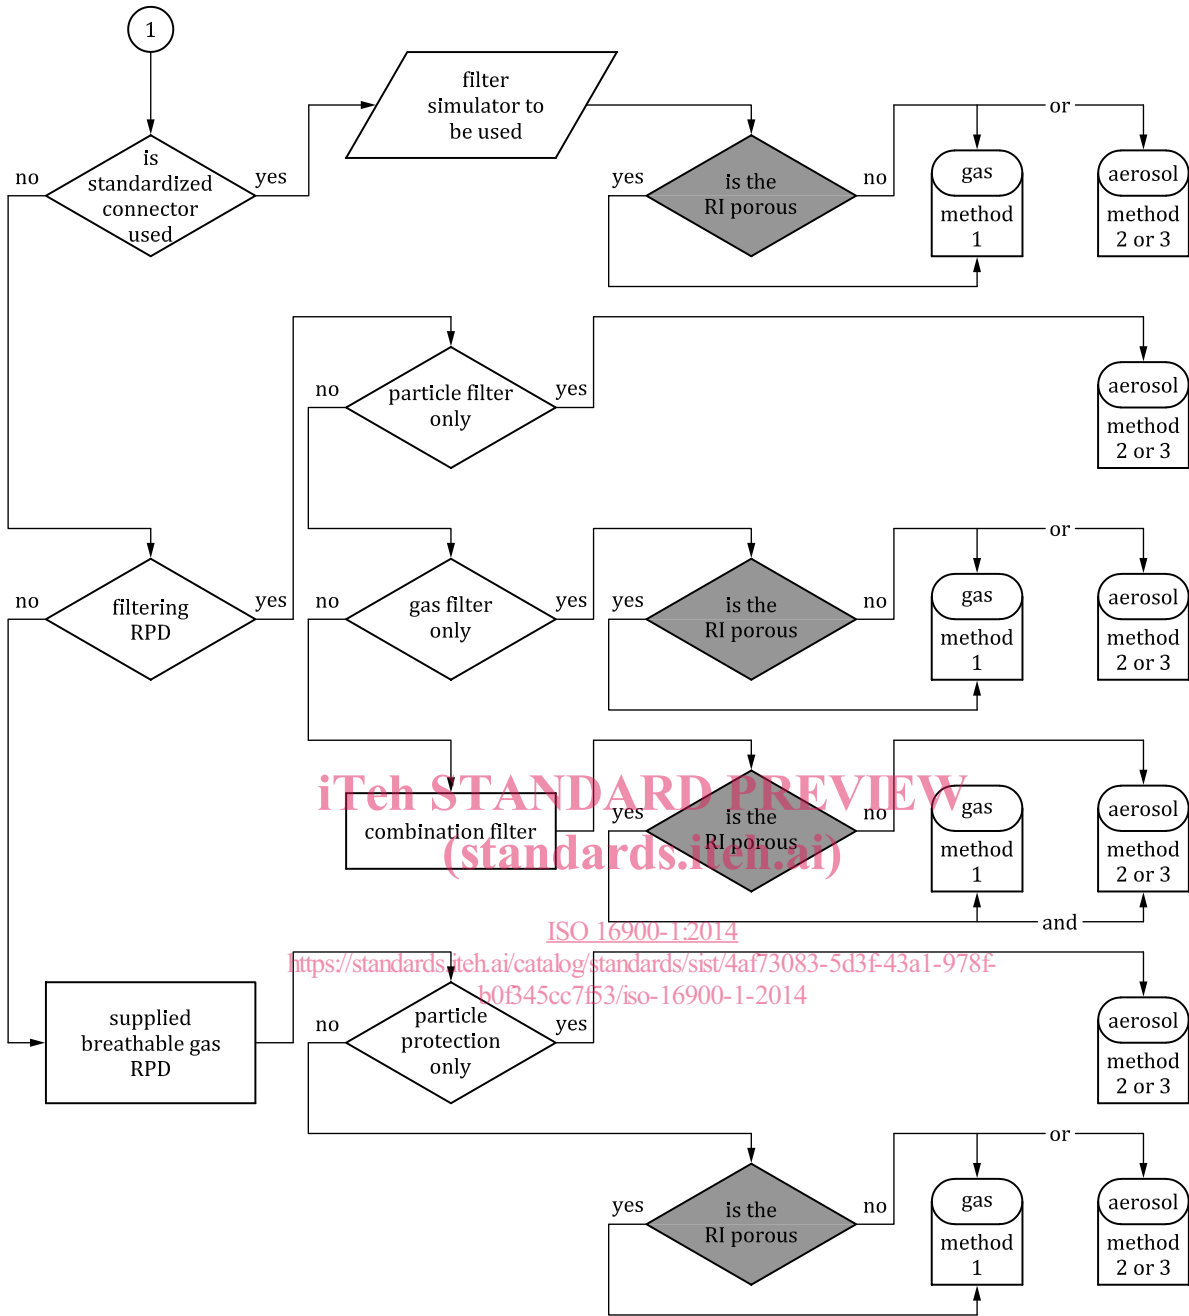 1
filter
simulator to
be used
or
no
is
standardized
connector
used
yes
yes
is the
RI porous
no
gas
method
1
aerosol
method
2 or 3
no
particle filter
only
yes
aerosol
method
2 or 3
or
no
filtering
RPD
yes
no
gas filter
only
yes
yes
is the
RI porous
no
gas
method
1
aerosol
method
2 or 3
iTeh STANDARD PREVIEW
(standards.iteh.ai)
combination filter
yes
is the
RI porous
no
gas
method
1
aerosol
method
2 or 3
and
ISO 16900-1:2014
https://standards.iteh.ai/catalog/standards/sist/4af73083-5d3f-43a1-978f-
b0f345cc7f53/iso-16900-1-2014
supplied
breathable gas
RPD
no
particle
protection
only
yes
aerosol
method
2 or 3
or
yes
is the
RI porous
no
gas
method
1
aerosol
method
2 or 3